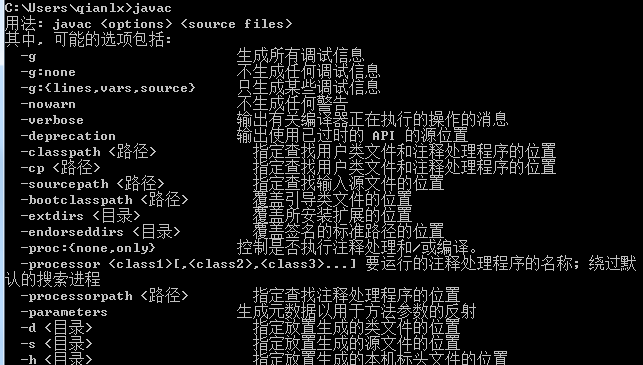 C:\Users\qianlx>javac
用法: javac <options> <source files>
其中, 可能的选项包括:
-g 生成所有调试信息
-g:none 不生成任何调试信息
-g:{lines,vars,source} 只生成某些调试信息
-nowarn 不生成任何警告
-verbose 输出有关编译器正在执行的操作的消息
-deprecation 输出使用已过时的 API 的源位置
-classpath <路径> 指定查找用户类文件和注释处理程序的位置
-cp <路径> 指定查找用户类文件和注释处理程序的位置
-sourcepath <路径> 指定查找输入源文件的位置
-bootclasspath <路径> 覆盖引导类文件的位置
-extdirs <目录> 覆盖所安装扩展的位置
-endorseddirs <目录> 覆盖签名的标准路径的位置
-proc:{none,only} 控制是否执行注释处理和/或编译。
-processor <class1>[,<class2>,<class3>...] 要运行的注释处理程序的名称; 绕过默
认的搜索进程
-processorpath <路径> 指定查找注释处理程序的位置
-parameters 生成元数据以用于方法参数的反射
-d <目录> 指定放置生成的类文件的位置
-s <目录> 指定放置生成的源文件的位置
-h <目录> 指定放置生成的本机标头文件的位置